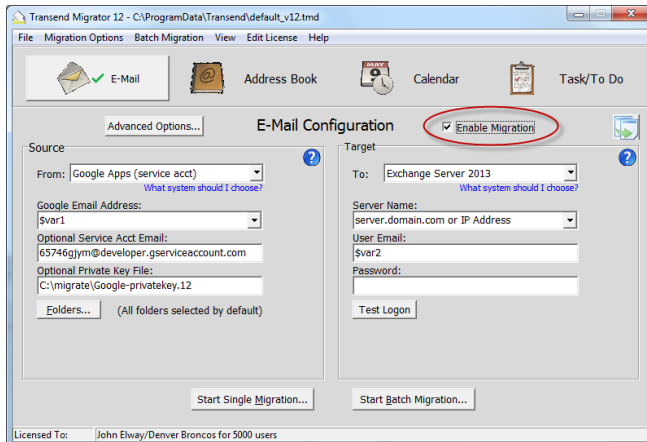 Transend Migrator 12 - C:\ProgramData\Transend\default_v12.tmd
File Migration Options Batch Migration View Edit License Help
E-Mail Address Book MAY Calendar Task/To Do
Advanced Options... E-Mail Configuration Enable Migration
Source Target
From: Google Apps (service acct) To: Exchange Server 2013
What system should I choose? What system should I choose?
Google Email Address: Server Name:
$var1 server.domain.com or IP Address
Optional Service Acct Email: User Email:
65746gjym@developer.gserviceaccount.com $var2
Optional Private Key File: Password:
C:\migrate\Google-privatekey.12
Folders... (All folders selected by default) Test Logon
Start Single Migration... Start Batch Migration...
Licensed To: John Elway/Denver Broncos for 5000 users